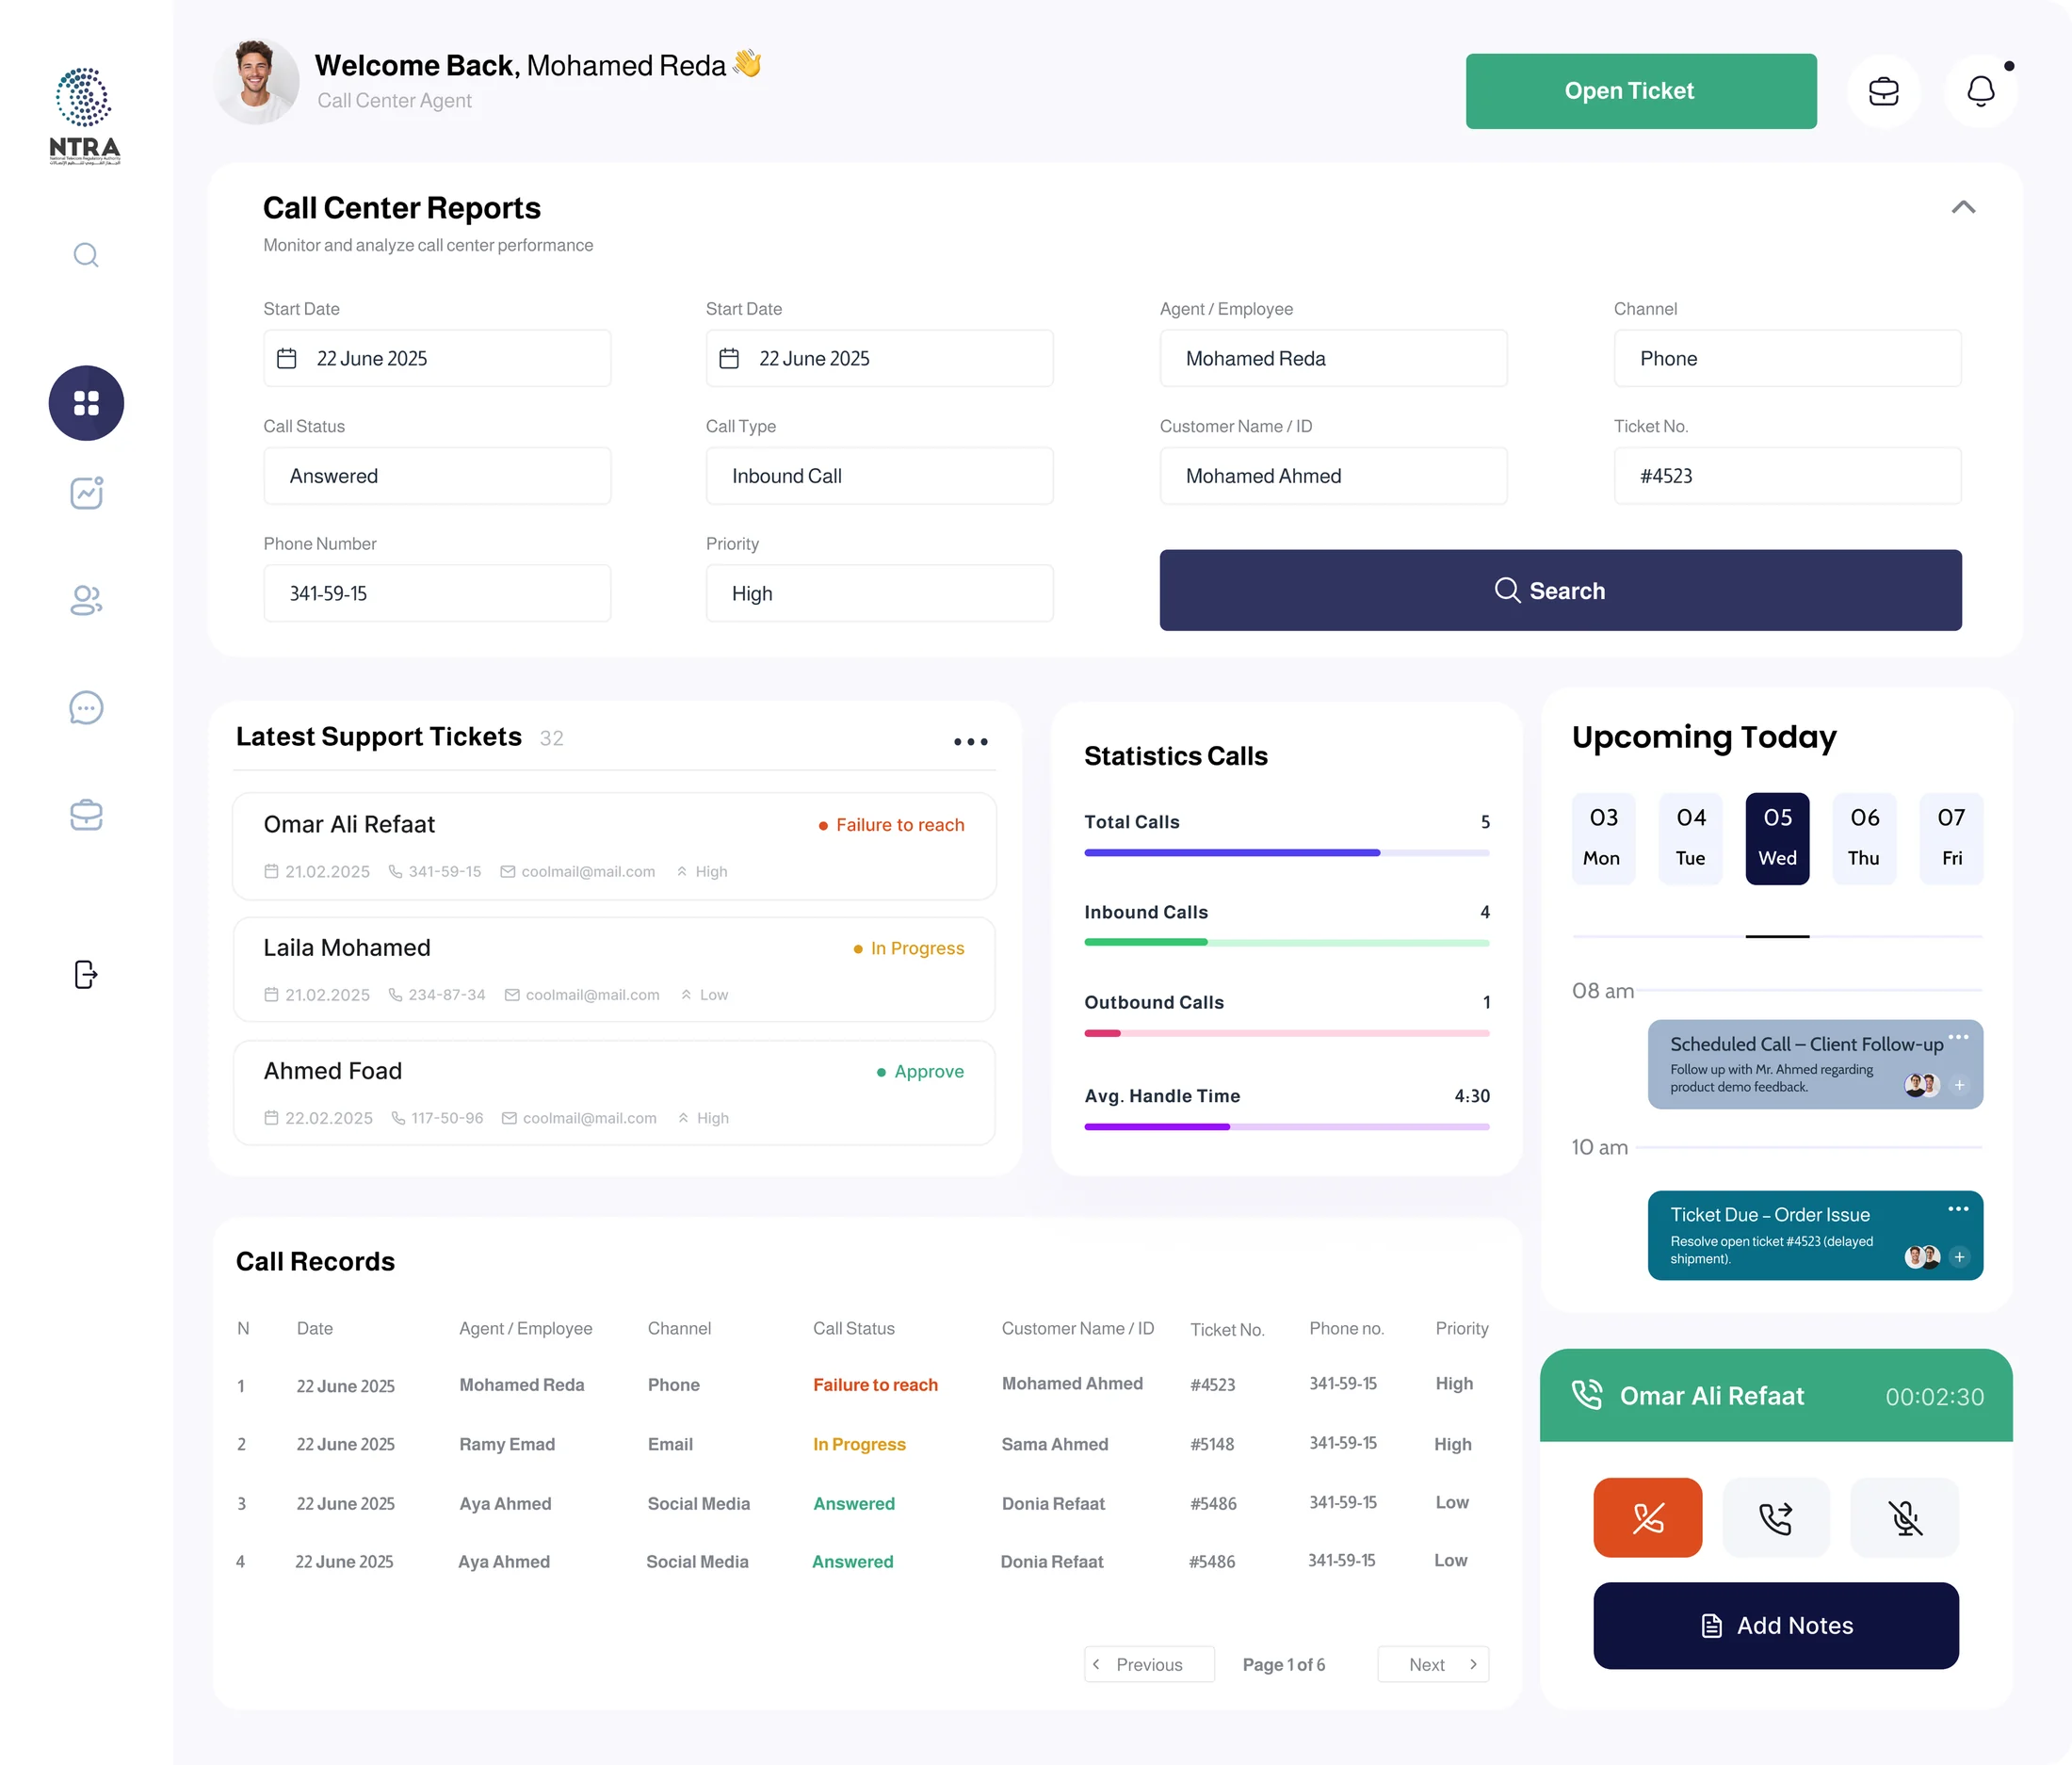 NTRA
Welcome Back, Mohamed Reda 👋
Call Center Agent
Open Ticket
Call Center Reports
Monitor and analyze call center performance
Start Date
Start Date
Agent / Employee
Channel
22 June 2025
22 June 2025
Mohamed Reda
Phone
Call Status
Call Type
Customer Name / ID
Ticket No.
Answered
Inbound Call
Mohamed Ahmed
#4523
Phone Number
Priority
341-59-15
High
Search
Latest Support Tickets 32
Omar Ali Refaat
Failure to reach
21.02.2025 341-59-15 coolmail@mail.com High
Laila Mohamed
In Progress
21.02.2025 234-87-34 coolmail@mail.com Low
Ahmed Foad
Approve
22.02.2025 117-50-96 coolmail@mail.com High
Statistics Calls
Total Calls 5
Inbound Calls 4
Outbound Calls 1
Avg. Handle Time 4:30
Upcoming Today
03 04 05 06 07
Mon Tue Wed Thu Fri
08 am
Scheduled Call – Client Follow-up
Follow up with Mr. Ahmed regarding
product demo feedback.
10 am
Ticket Due – Order Issue
Resolve open ticket #4523 (delayed
shipment).
Call Records
N Date Agent / Employee Channel Call Status Customer Name / ID Ticket No. Phone no. Priority
1 22 June 2025 Mohamed Reda Phone Failure to reach Mohamed Ahmed #4523 341-59-15 High
2 22 June 2025 Ramy Emad Email In Progress Sama Ahmed #5148 341-59-15 High
3 22 June 2025 Aya Ahmed Social Media Answered Donia Refaat #5486 341-59-15 Low
4 22 June 2025 Aya Ahmed Social Media Answered Donia Refaat #5486 341-59-15 Low
Previous Page 1 of 6 Next
Omar Ali Refaat 00:02:30
Add Notes